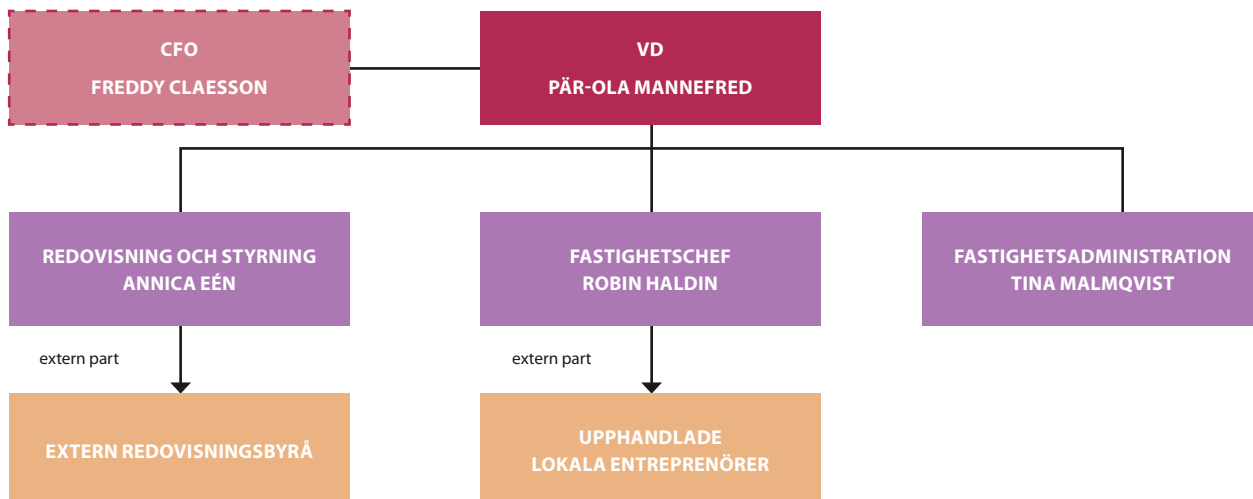 CFO
FREDDY CLAESSON
VD
PÄR-OLA MANNEFRED
REDOVISNING OCH STYRNING
ANNICA EÉN
FASTIGHETSCHEF
ROBIN HALDIN
FASTIGHETSADMINISTRATION
TINA MALMQVIST
extern part
extern part
EXTERN REDOVISNINGSBYRÅ
UPPHANDLADE
LOKALA ENTREPRENÖRER